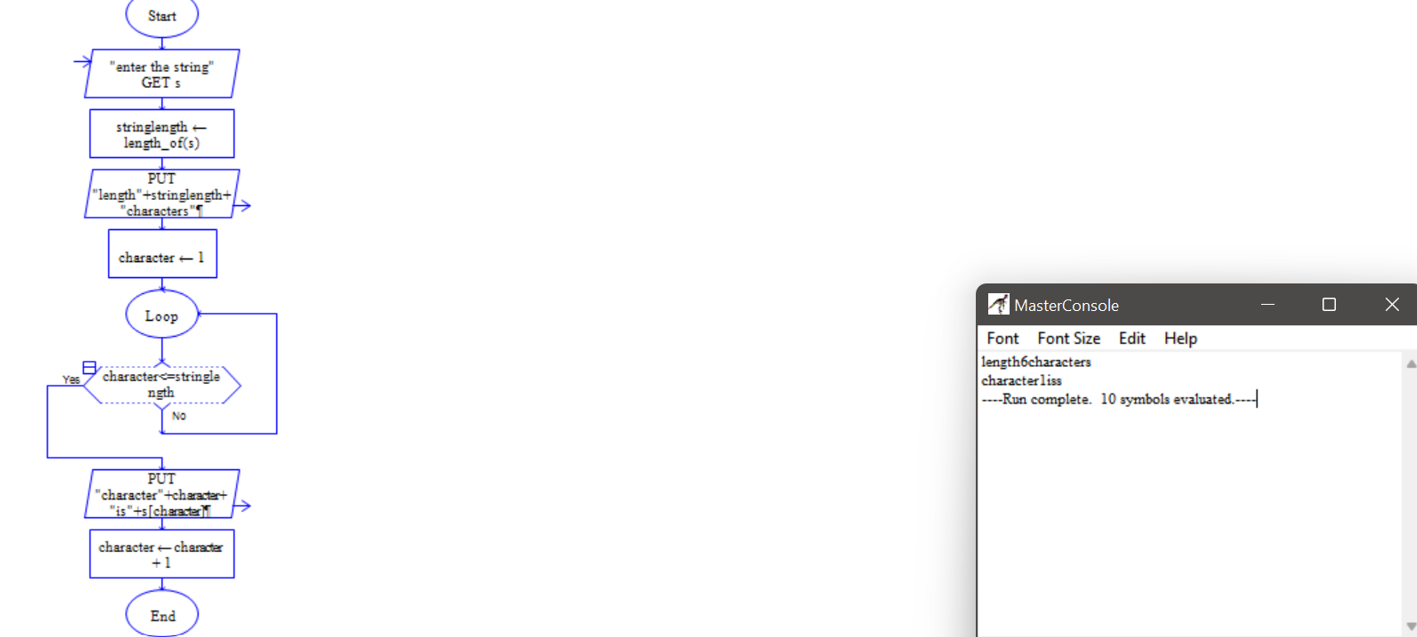 Start
"enter the string"
GET s
stringlength ←
length_of(s)
PUT
"length"+stringlength+
"characters"¶
character ← 1
Loop
Yes
character<=stringle
ngth
No
PUT
"character"+character+
"is"+s[character]¶
character ← character
+ 1
End
MasterConsole
Font Font Size Edit Help
length6characters
character1iss
----Run complete. 10 symbols evaluated.----